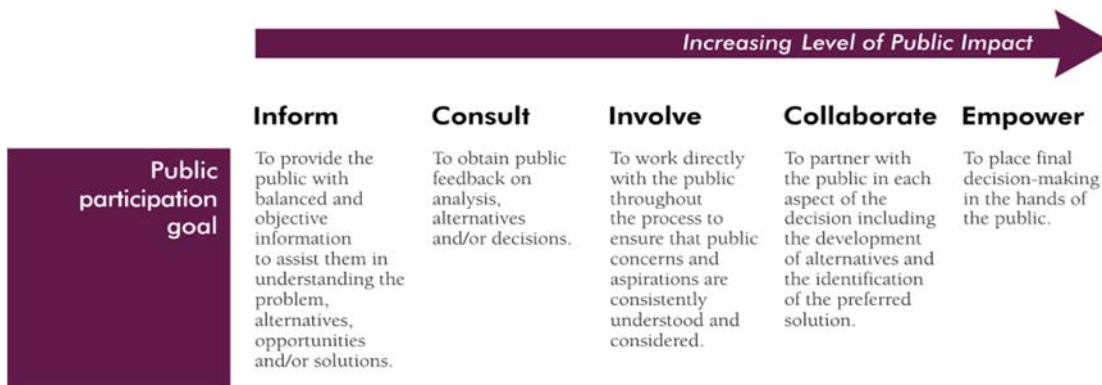 Increasing Level of Public Impact
Public
participation
goal
Inform
To provide the
public with
balanced and
objective
information
to assist them in
understanding the
problem,
alternatives,
opportunities
and/or solutions.
Consult
To obtain public
feedback on
analysis,
alternatives
and/or decisions.
Involve
To work directly
with the public
throughout
the process to
ensure that public
concerns and
aspirations are
consistently
understood and
considered.
Collaborate
To partner with
the public in each
aspect of the
decision including
the development
of alternatives and
the identification
of the preferred
solution.
Empower
To place final
decision-making
in the hands of
the public.